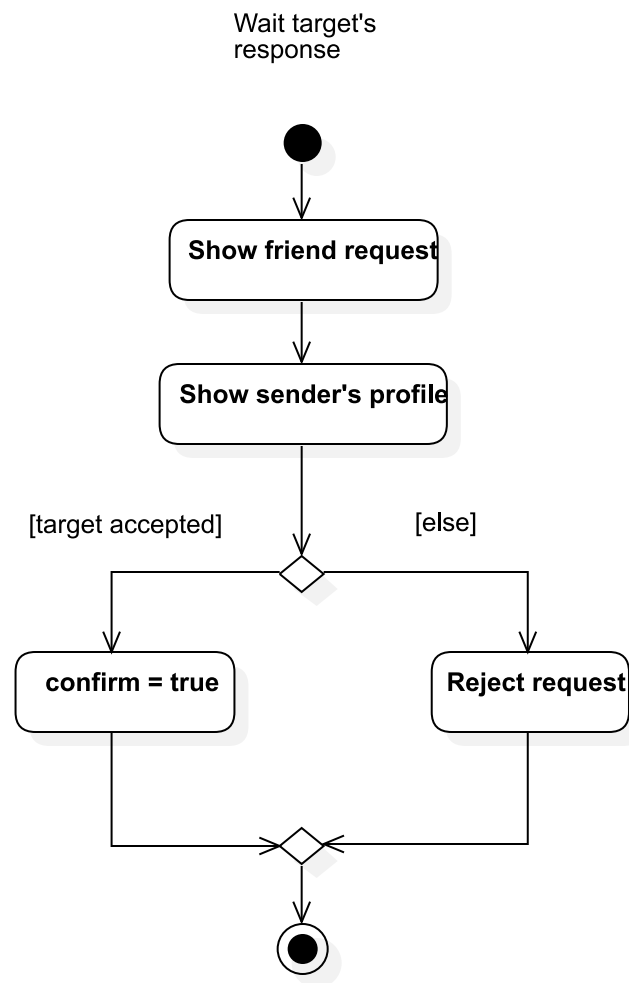 Wait target's
response
Show friend request
Show sender's profile
[target accepted]
[else]
confirm = true
Reject request